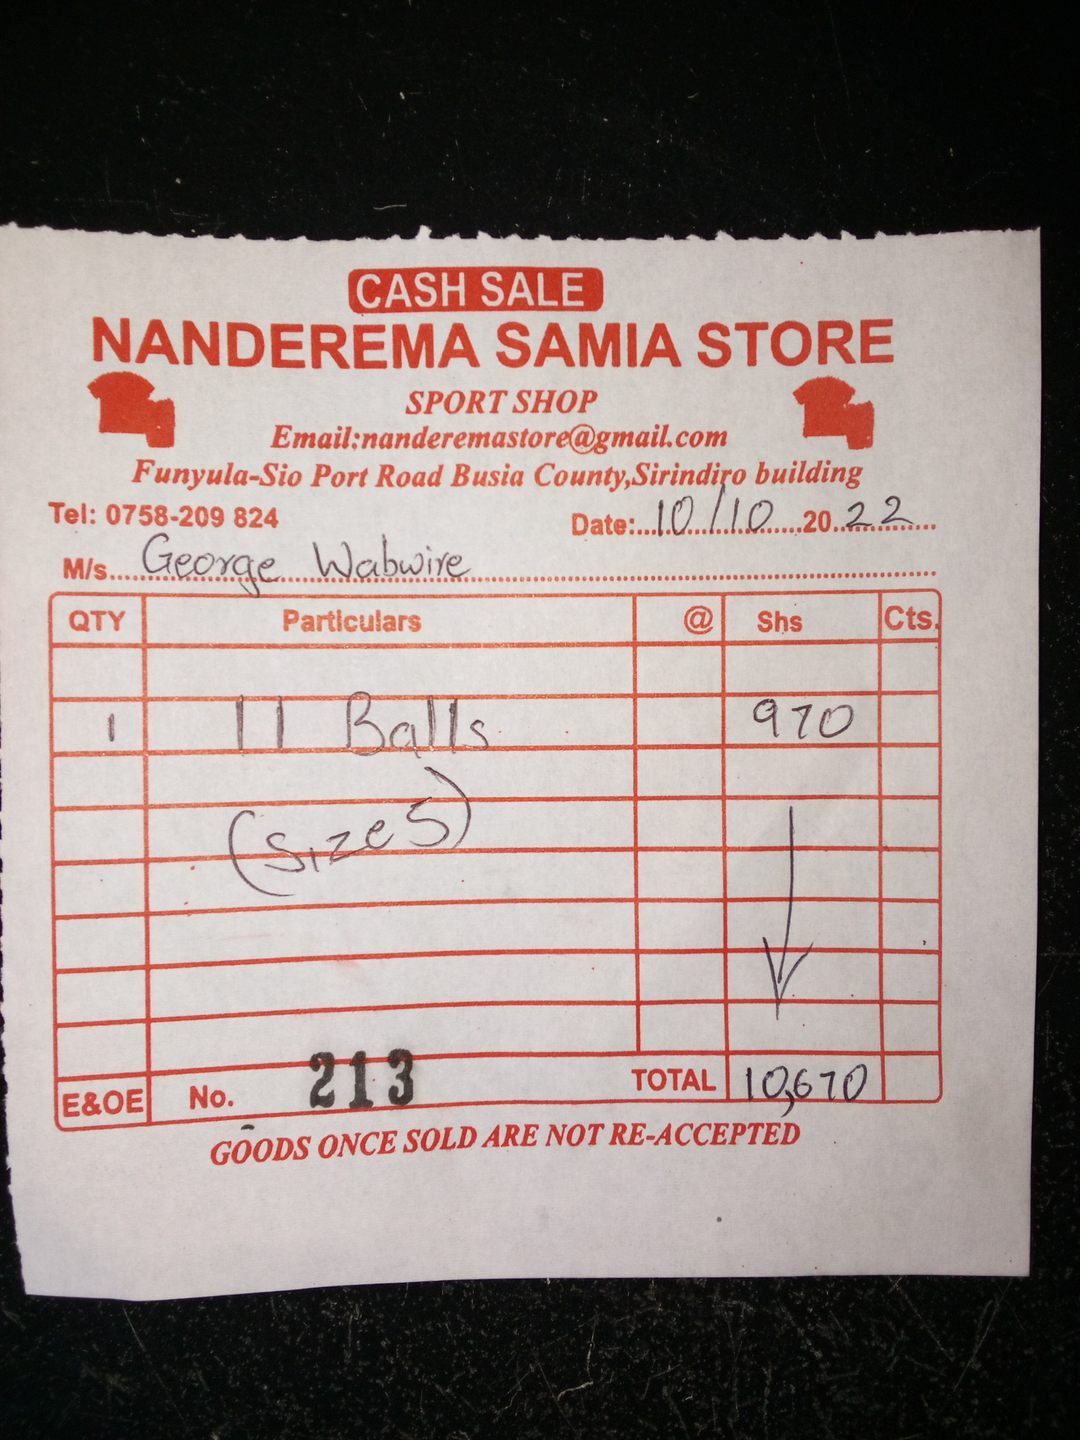 CASH SALE
NANDEREMA SAMIA STORE
SPORT SHOP
Email:nanderemastore@gmail.com
Funyula-Sio Port Road Busia County,Sirindiro building
Tel: 0758-209 824 Date:..10/10..20..22..
M/s....George Wabwire
QTY Particulars @ Shs Cts.
1 11 Balls 970
(size 5)
E&OE No. 213 TOTAL 10,670
GOODS ONCE SOLD ARE NOT RE-ACCEPTED